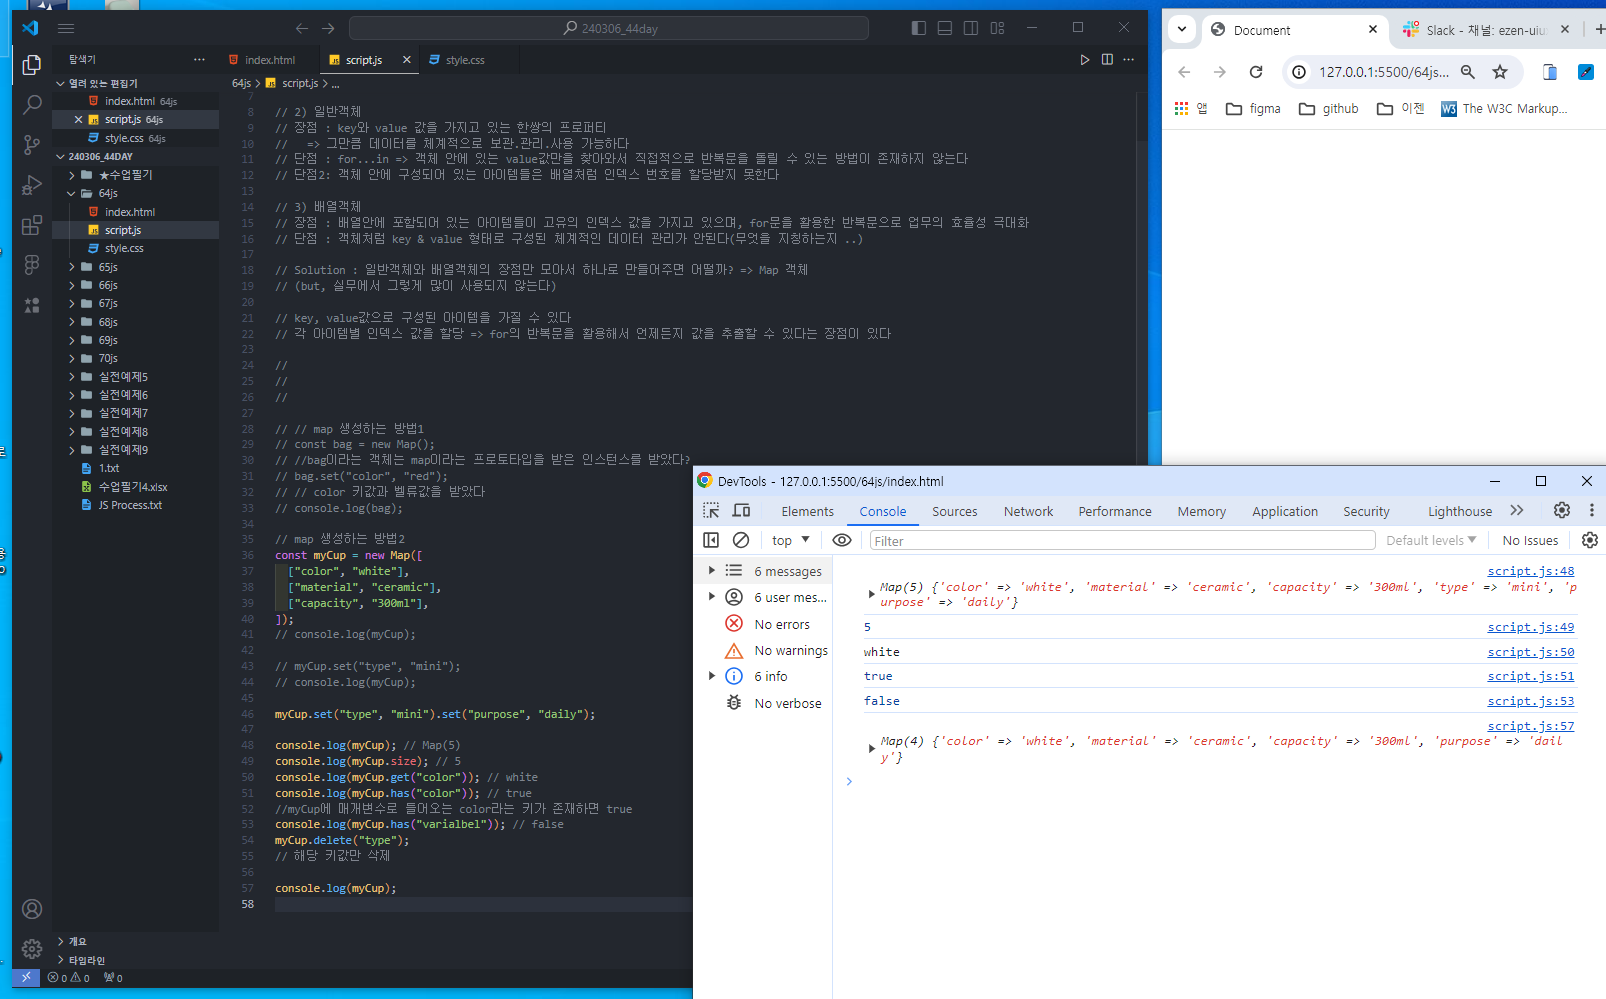 240306_44day
탐색기
index.html
script.js
style.css
열려 있는 편집기
index.html 64js
script.js 64js
style.css 64js
240306_44DAY
★수업필기
64js
index.html
script.js
style.css
65js
66js
67js
68js
69js
70js
실전예제5
실전예제6
실전예제7
실전예제8
실전예제9
1.txt
수업필기4.xlsx
JS Process.txt
개요
타임라인
0 0 0
64js > script.js > ...
7
8 // 2) 일반객체
9 // 장점 : key와 value 값을 가지고 있는 한쌍의 프로퍼티
10 //   => 그만큼 데이터를 체계적으로 보관.관리.사용 가능하다
11 // 단점 : for...in => 객체 안에 있는 value값만을 찾아와서 직접적으로 반복문을 돌릴 수 있는 방법이 존재하지 않는다
12 // 단점2: 객체 안에 구성되어 있는 아이템들은 배열처럼 인덱스 번호를 할당받지 못한다
13
14 // 3) 배열객체
15 // 장점 : 배열안에 포함되어 있는 아이템들이 고유의 인덱스 값을 가지고 있으며, for문을 활용한 반복문으로 업무의 효율성 극대화
16 // 단점 : 객체처럼 key & value 형태로 구성된 체계적인 데이터 관리가 안된다(무엇을 지칭하는지 ..)
17
18 // Solution : 일반객체와 배열객체의 장점만 모아서 하나로 만들어주면 어떨까? => Map 객체
19 // (but, 실무에서 그렇게 많이 사용되지 않는다)
20
21 // key, value값으로 구성된 아이템을 가질 수 있다
22 // 각 아이템별 인덱스 값을 할당 => for의 반복문을 활용해서 언제든지 값을 추출할 수 있다는 장점이 있다
23
24 //
25 //
26 //
27
28 // // map 생성하는 방법1
29 // const bag = new Map();
30 // //bag이라는 객체는 map이라는 프로토타입을 받은 인스턴스를 받았다?
31 // bag.set("color", "red");
32 // // color 키값과 벨류값을 받았다
33 // console.log(bag);
34
35 // map 생성하는 방법2
36 const myCup = new Map([
37   ["color", "white"],
38   ["material", "ceramic"],
39   ["capacity", "300ml"],
40 ]);
41 // console.log(myCup);
42
43 // myCup.set("type", "mini");
44 // console.log(myCup);
45
46 myCup.set("type", "mini").set("purpose", "daily");
47
48 console.log(myCup); // Map(5)
49 console.log(myCup.size); // 5
50 console.log(myCup.get("color")); // white
51 console.log(myCup.has("color")); // true
52 //myCup에 매개변수로 들어오는 color라는 키가 존재하면 true
53 console.log(myCup.has("varialbel")); // false
54 myCup.delete("type");
55 // 해당 키값만 삭제
56
57 console.log(myCup);
58
Document
Slack - 채널: ezen-uiu
127.0.0.1:5500/64js...
앱
figma
github
이젠
W3 The W3C Markup...
DevTools - 127.0.0.1:5500/64js/index.html
Elements Console Sources Network Performance Memory Application Security Lighthouse
top Filter Default levels No Issues
6 messages
6 user mes...
No errors
No warnings
6 info
No verbose
script.js:48
Map(5) {'color' => 'white', 'material' => 'ceramic', 'capacity' => '300ml', 'type' => 'mini', 'p
urpose' => 'daily'}
5 script.js:49
white script.js:50
true script.js:51
false script.js:53
script.js:57
Map(4) {'color' => 'white', 'material' => 'ceramic', 'capacity' => '300ml', 'purpose' => 'dail
y'}